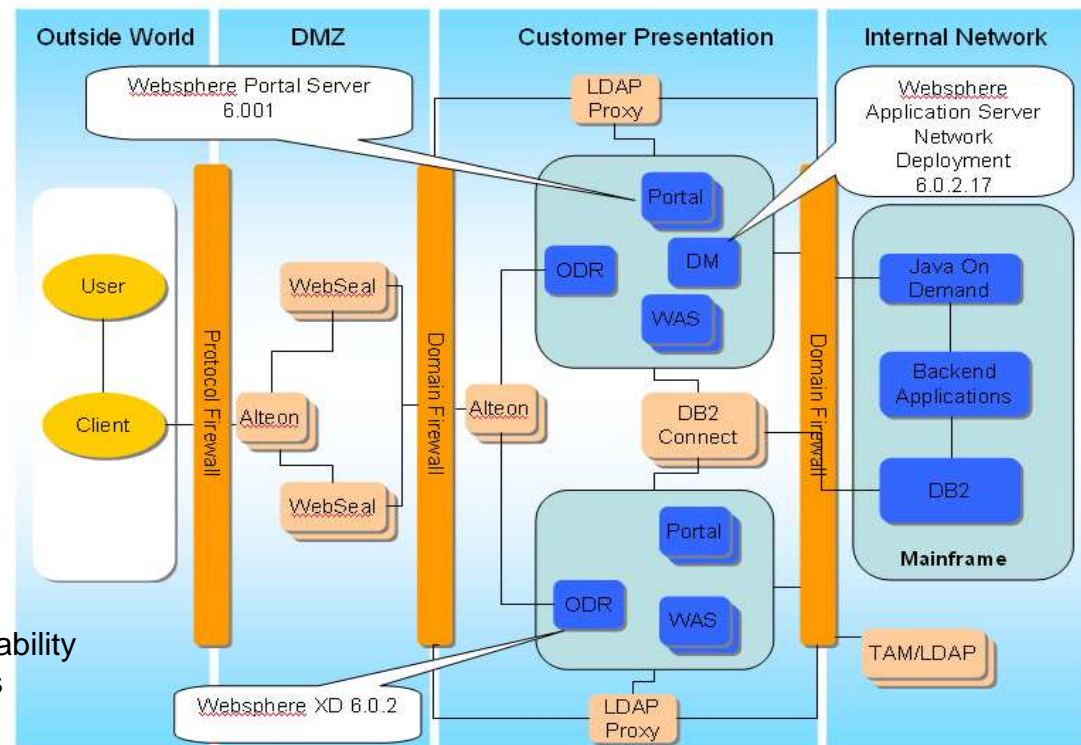 Outside World
DMZ
Customer Presentation
Internal Network
Websphere Portal Server
6.001
LDAP
Proxy
Websphere
Application Server
Network
Deployment
6.0.2.17
Portal
ODR
DM
WAS
User
Client
Protocol Firewall
WebSeal
Alteon
WebSeal
Domain Firewall
Alteon
DB2
Connect
Domain Firewall
Java On
Demand
Backend
Applications
DB2
Mainframe
Portal
ODR
WAS
TAM/LDAP
Websphere XD 6.0.2
LDAP
Proxy
ability
s